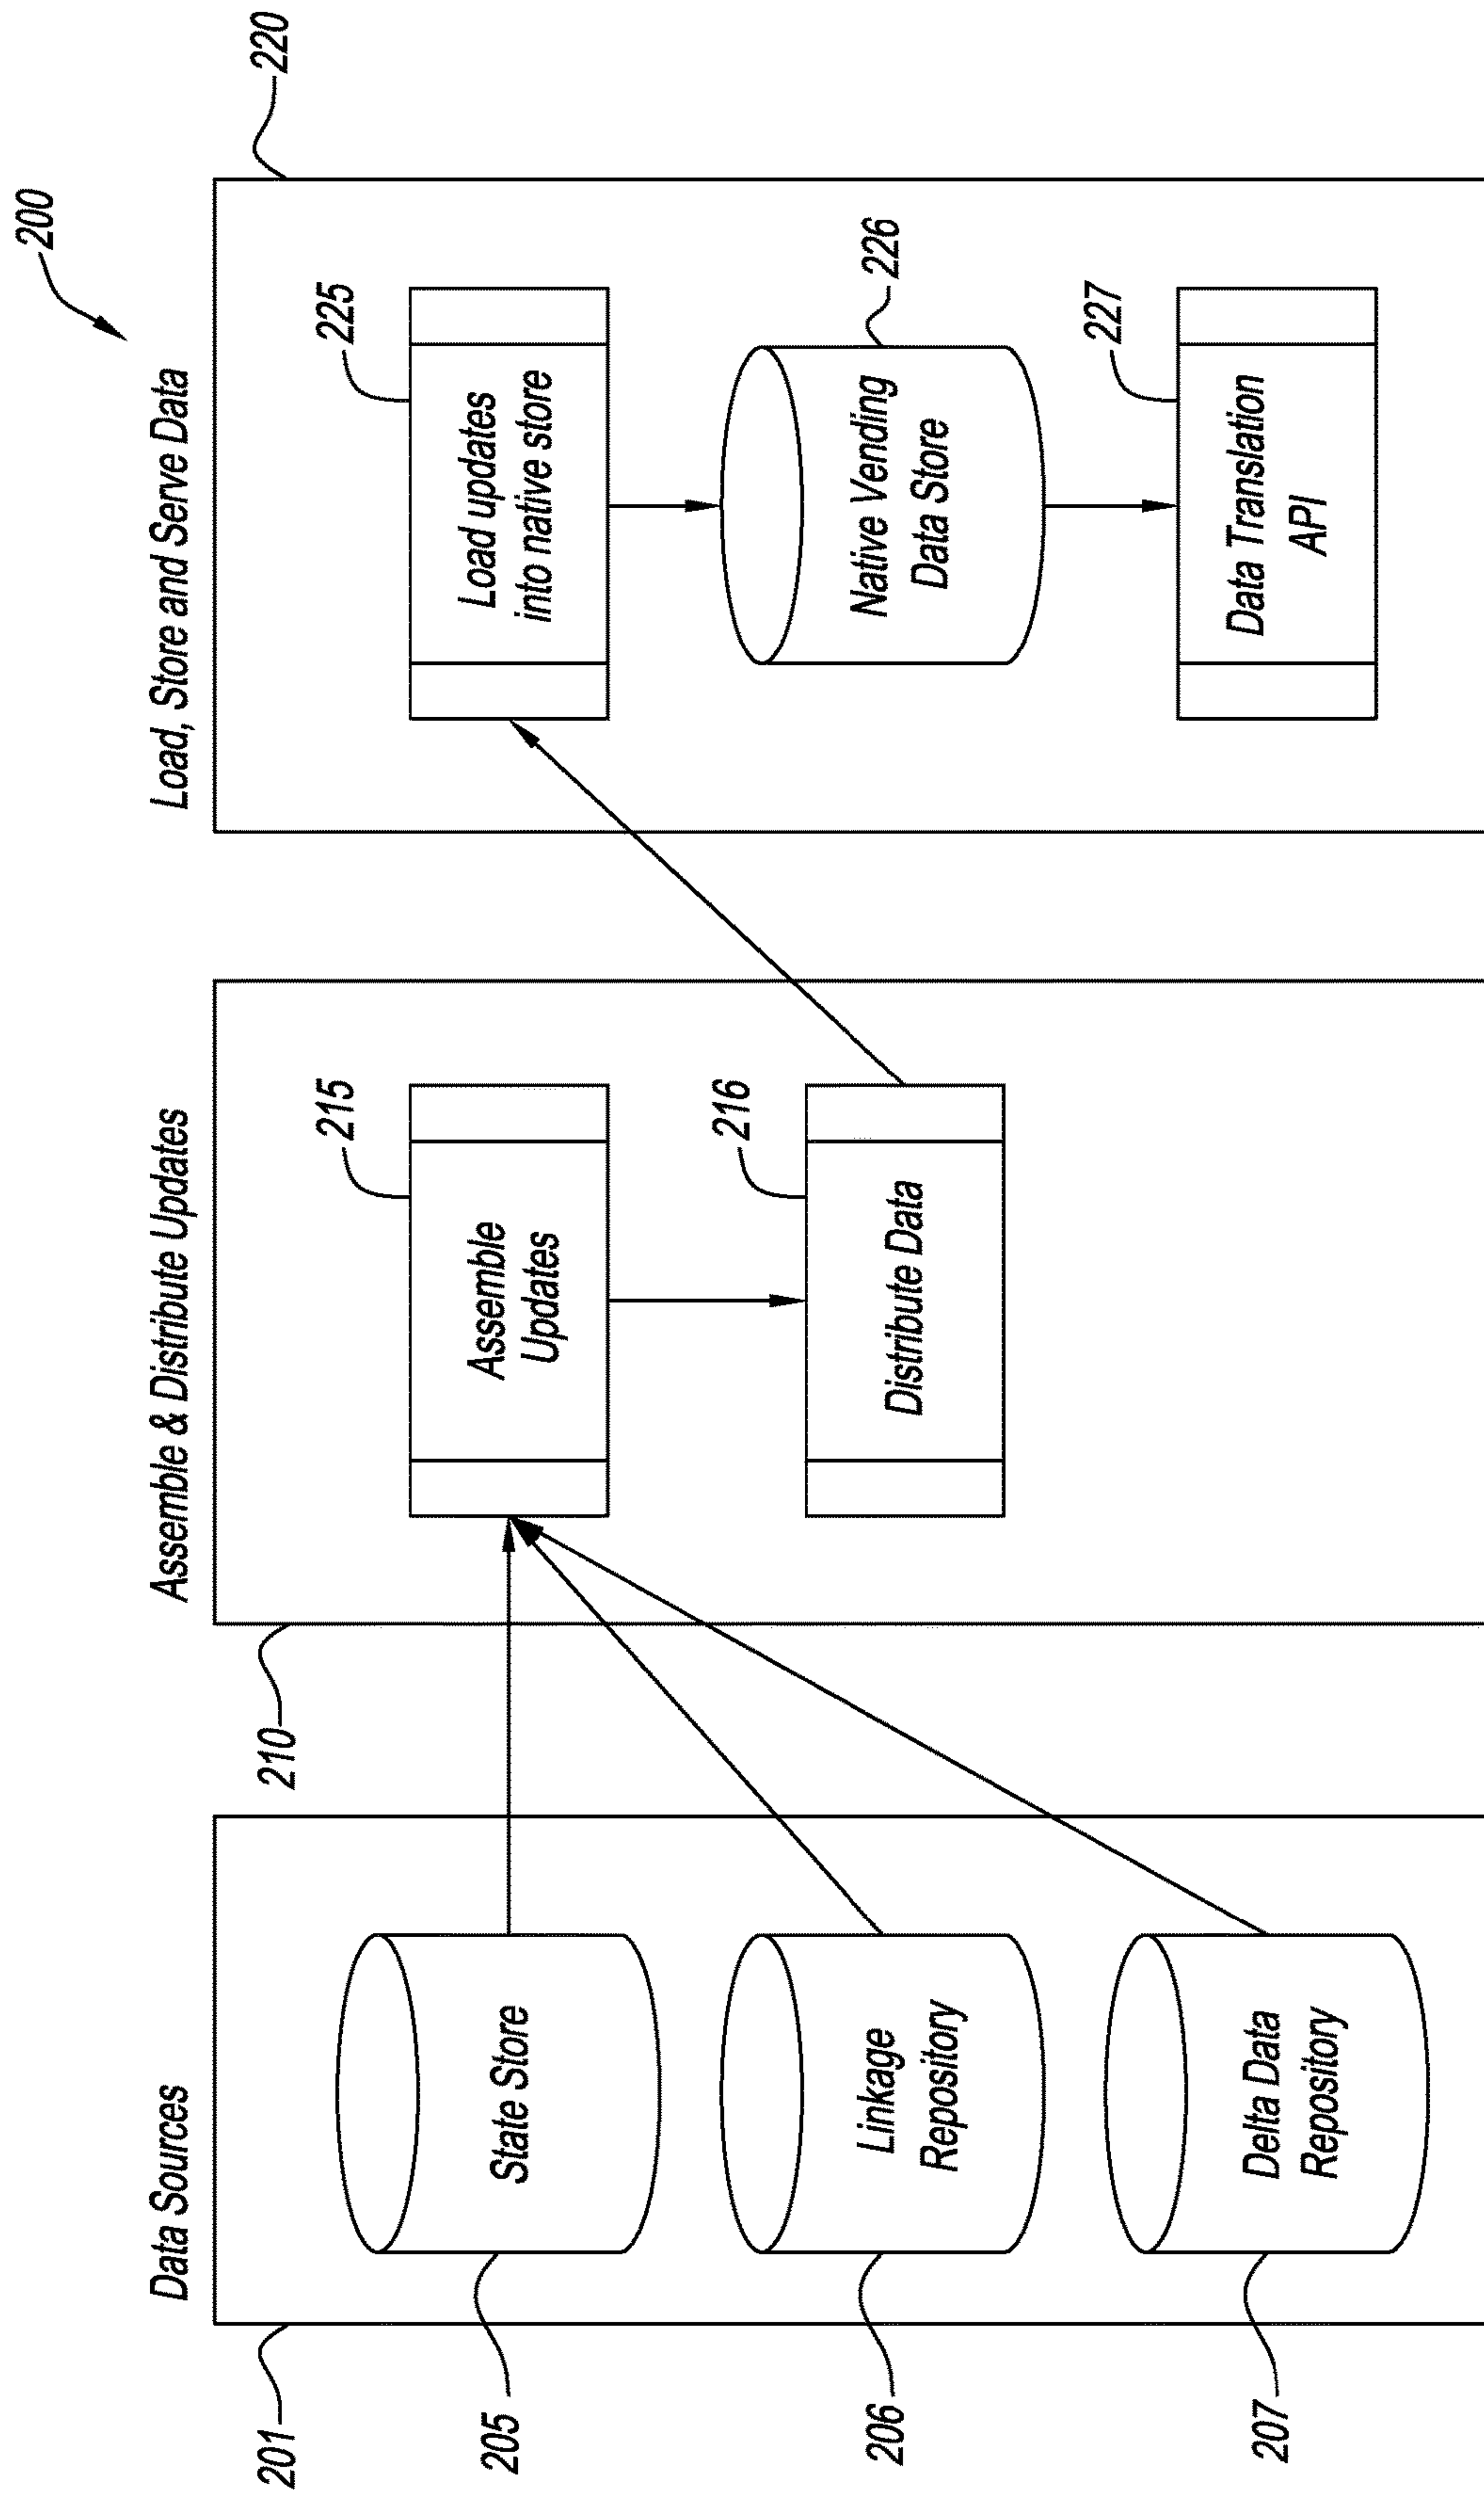 200
Data Sources
Assemble & Distribute Updates
Load, Store and Serve Data
201
210
220
205
State Store
215
Assemble
Updates
225
Load updates
into native store
206
Linkage
Repository
216
Distribute Data
226
Native Vending
Data Store
207
Delta Data
Repository
227
Data Translation
API